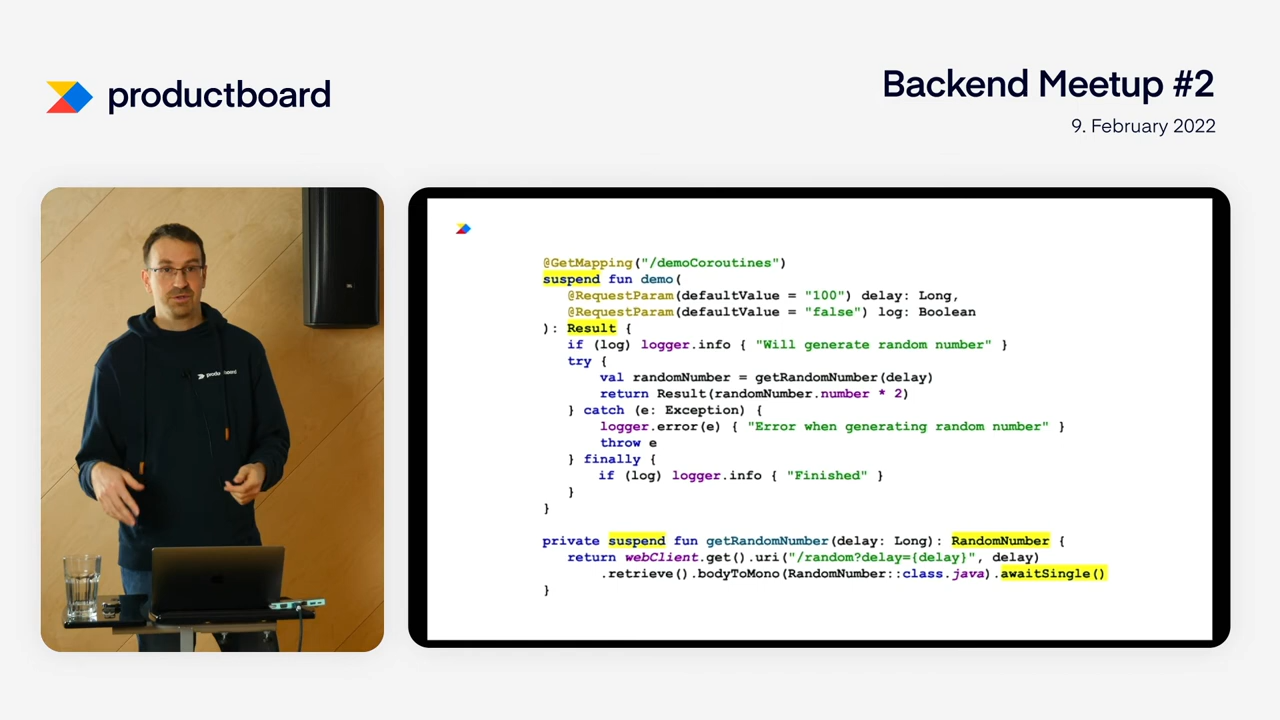 productboard
Backend Meetup #2
9. February 2022
productboard
JBL
@GetMapping("/demoCoroutines")
suspend fun demo(
@RequestParam(defaultValue = "100") delay: Long,
@RequestParam(defaultValue = "false") log: Boolean
): Result {
if (log) logger.info { "Will generate random number" }
try {
val randomNumber = getRandomNumber(delay)
return Result(randomNumber.number * 2)
} catch (e: Exception) {
logger.error(e) { "Error when generating random number" }
throw e
} finally {
if (log) logger.info { "Finished" }
}
}
private suspend fun getRandomNumber(delay: Long): RandomNumber {
return webClient.get().uri("/random?delay={delay}", delay)
.retrieve().bodyToMono(RandomNumber::class.java).awaitSingle()
}